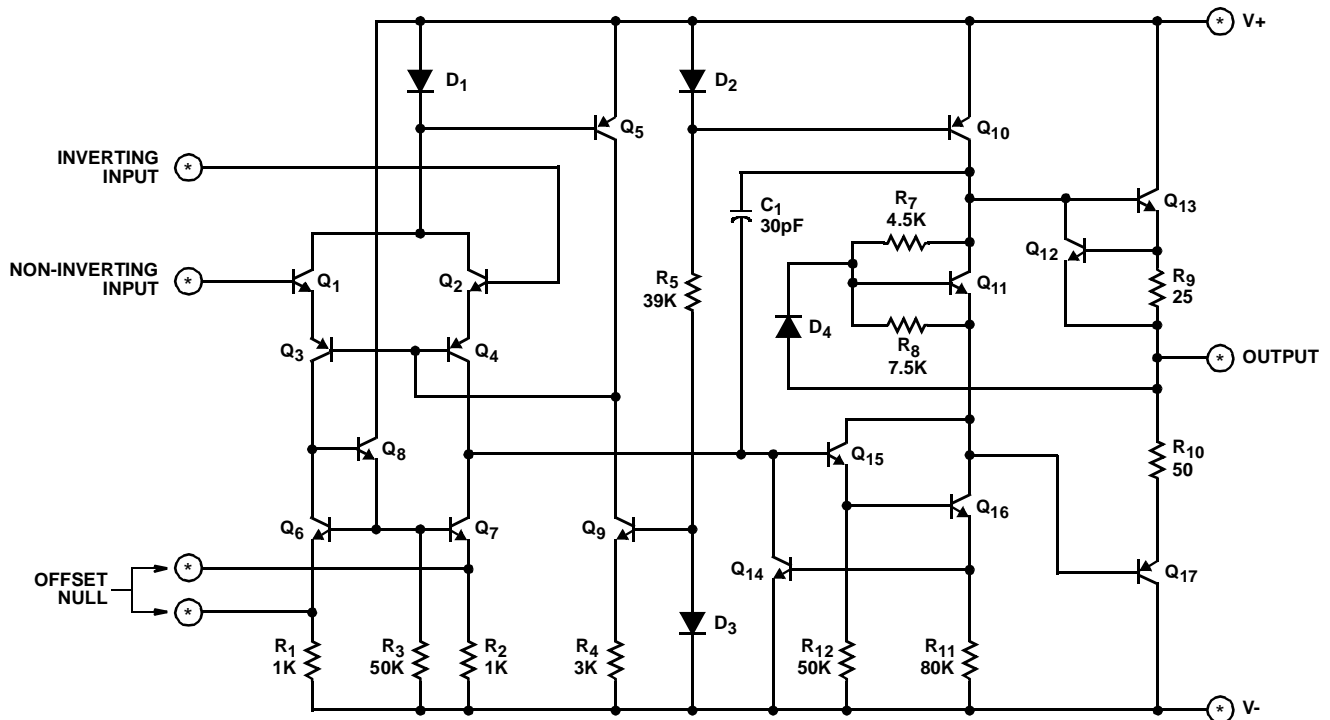 V+
D1
D2
Q5
Q10
INVERTING
INPUT
C1
30pF
R7
4.5K
Q13
Q12
NON-INVERTING
INPUT
Q1
Q2
R5
39K
Q11
R9
25
D4
Q3
Q4
R8
7.5K
OUTPUT
Q8
Q15
R10
50
Q6
Q7
Q9
Q16
Q14
Q17
OFFSET
NULL
D3
R1
1K
R3
50K
R2
1K
R4
3K
R12
50K
R11
80K
V-